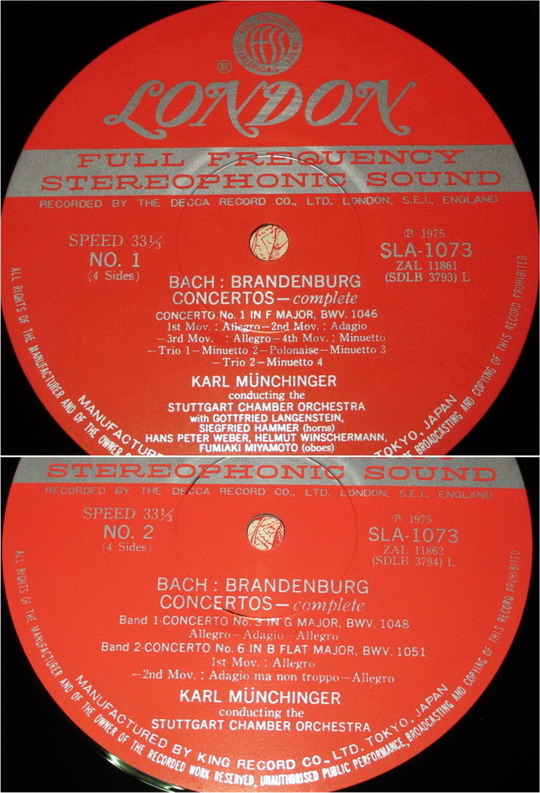 FFSS
®
LONDON
FULL FREQUENCY
STEREOPHONIC SOUND
RECORDED BY THE DECCA RECORD CO., LTD. LONDON, S.E.I., ENGLAND
SPEED 33⅓
NO. 1
(4 Sides)
℗ 1975
SLA-1073
ZAL 11861
(SDLB 3793) L
BACH : BRANDENBURG
CONCERTOS—complete
CONCERTO No. 1 IN F MAJOR, BWV. 1046
1st Mov. : Allegro—2nd Mov. : Adagio
—3rd Mov. : Allegro—4th Mov. : Minuetto
—Trio 1—Minuetto 2—Polonaise—Minuetto 3
—Trio 2—Minuetto 4
KARL MÜNCHINGER
conducting the
STUTTGART CHAMBER ORCHESTRA
with GOTTFRIED LANGENSTEIN,
SIEGFRIED HAMMER (horns)
HANS PETER WEBER, HELMUT WINSCHERMANN,
FUMIAKI MIYAMOTO (oboes)
MANUFACTURED
TOKYO, JAPAN
ALL RIGHTS OF THE MANUFACTURER AND OF THE OWNER
BROADCASTING AND COPYING OF THIS RECORD PROHIBITED
STEREOPHONIC SOUND
RECORDED BY THE DECCA RECORD CO., LTD. LONDON, S.E.I., ENGLAND
SPEED 33⅓
NO. 2
(4 Sides)
℗ 1975
SLA-1073
ZAL 11862
(SDLB 3794) L
BACH : BRANDENBURG
CONCERTOS—complete
Band 1·CONCERTO No. 3 IN G MAJOR, BWV. 1048
Allegro—Adagio—Allegro
Band 2·CONCERTO No. 6 IN B FLAT MAJOR, BWV. 1051
1st Mov. : Allegro
—2nd Mov. : Adagio ma non troppo—Allegro
KARL MÜNCHINGER
conducting the
STUTTGART CHAMBER ORCHESTRA
MANUFACTURED BY KING RECORD CO., LTD. TOKYO, JAPAN
ALL RIGHTS OF THE MANUFACTURER AND OF THE OWNER OF THE RECORDED WORK RESERVED, UNAUTHORISED PUBLIC PERFORMANCE, BROADCASTING AND COPYING OF THIS RECORD PROHIBITED